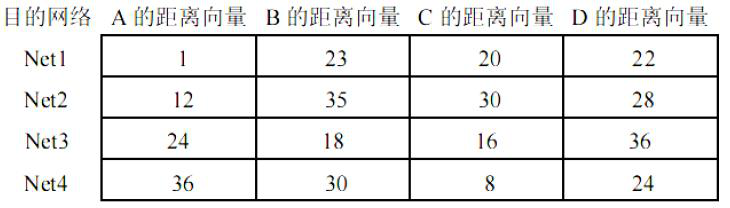 目的网络 A 的距离向量 B 的距离向量 C 的距离向量 D 的距离向量
Net1 1 23 20 22
Net2 12 35 30 28
Net3 24 18 16 36
Net4 36 30 8 24